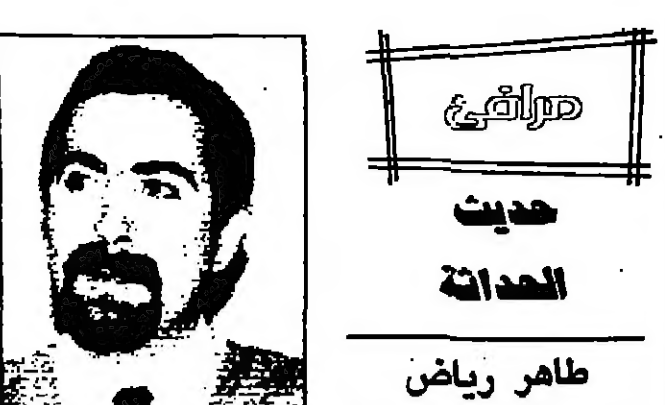 مرافئ
حديث
الحداثة
طاهر رياض